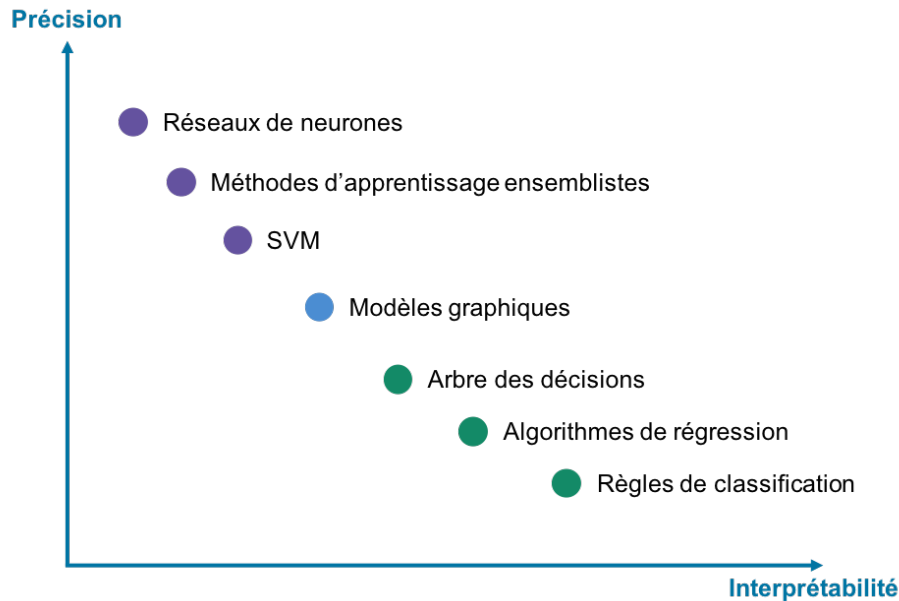 Précision
Réseaux de neurones
Méthodes d'apprentissage ensemblistes
SVM
Modèles graphiques
Arbre des décisions
Algorithmes de régression
Règles de classification
Interprétabilité